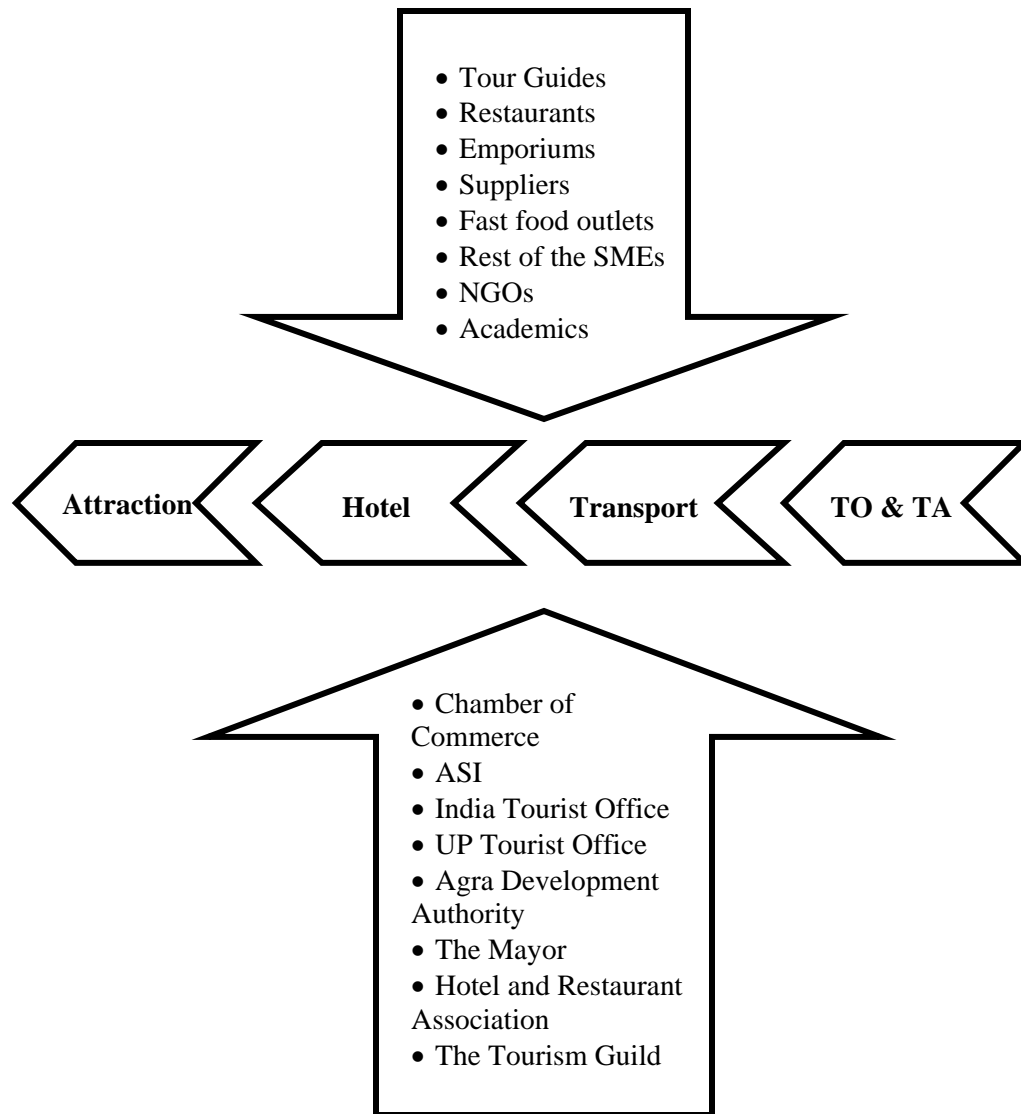 • Tour Guides
• Restaurants
• Emporiums
• Suppliers
• Fast food outlets
• Rest of the SMEs
• NGOs
• Academics
Attraction
Hotel
Transport
TO & TA
• Chamber of
Commerce
• ASI
• India Tourist Office
• UP Tourist Office
• Agra Development
Authority
• The Mayor
• Hotel and Restaurant
Association
• The Tourism Guild